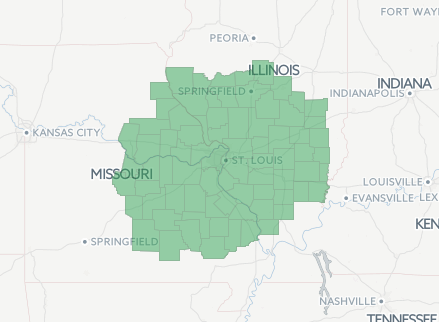 FORT WAY
PEORIA
ILLINOIS
INDIANA
SPRINGFIELD
INDIANAPOLIS
KANSAS CITY
ST. LOUIS
MISSOURI
LOUISVILLE
EVANSVILLE
LEX
KEN
SPRINGFIELD
NASHVILLE
TENNESSEE